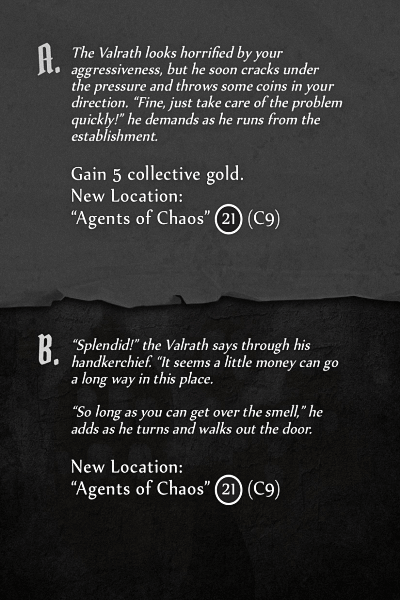 A.
The Valrath looks horrified by your
aggressiveness, but he soon cracks under
the pressure and throws some coins in your
direction. “Fine, just take care of the problem
quickly!” he demands as he runs from the
establishment.
Gain 5 collective gold.
New Location:
“Agents of Chaos” 21 (C9)
B.
“Splendid!” the Valrath says through his
handkerchief. “It seems a little money can go
a long way in this place.
“So long as you can get over the smell,” he
adds as he turns and walks out the door.
New Location:
“Agents of Chaos” 21 (C9)